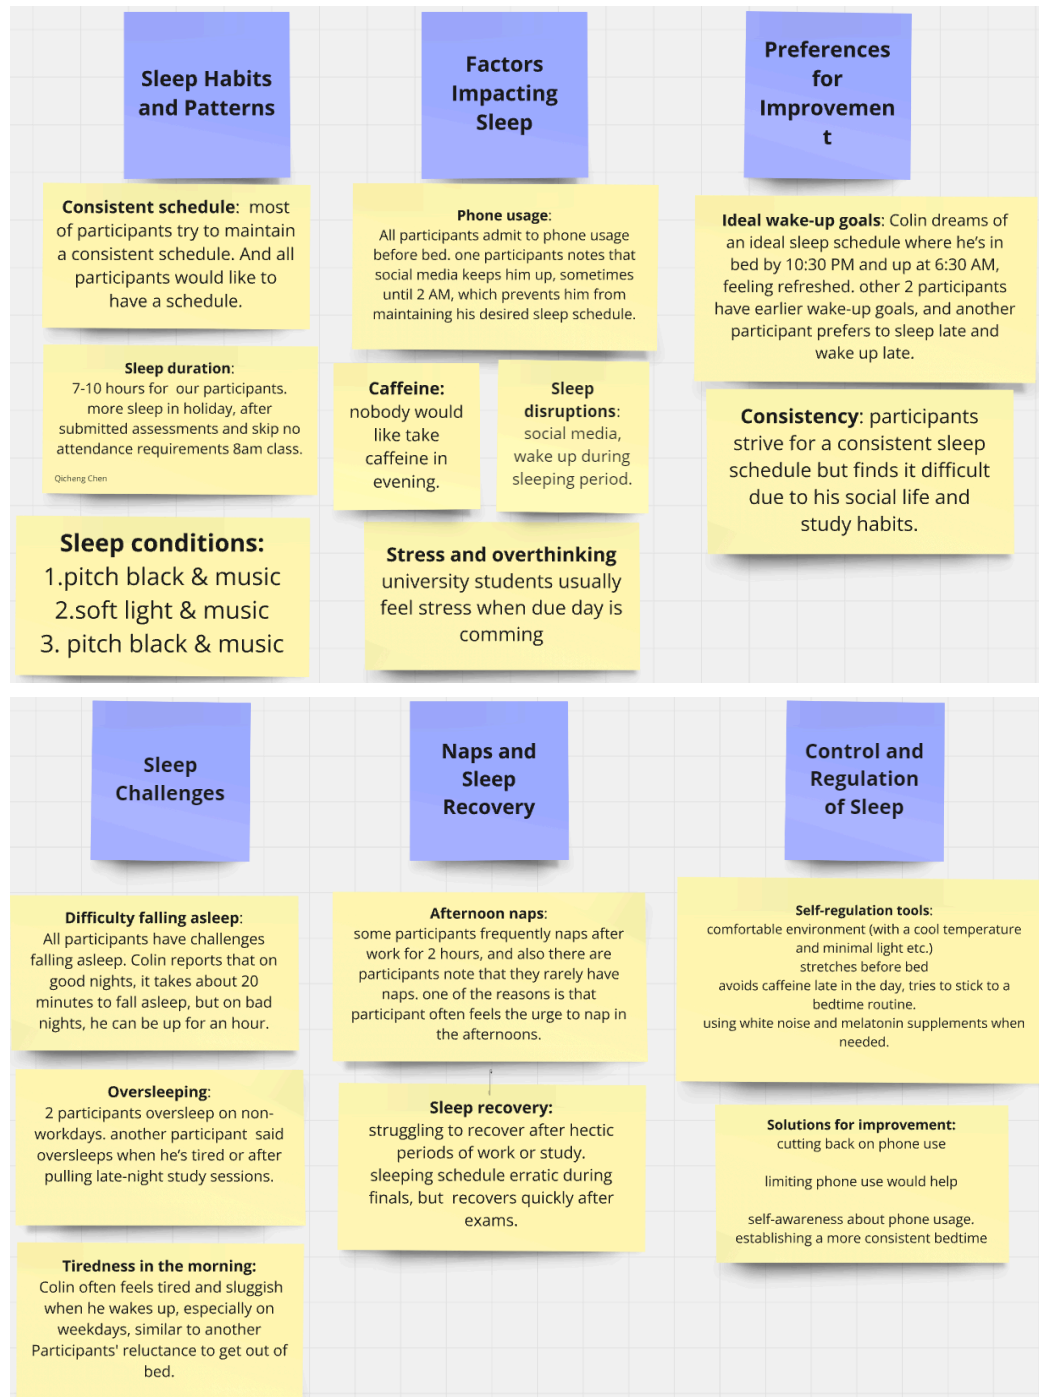 Sleep Habits
and Patterns
Consistent schedule:  most
of participants try to maintain
a consistent schedule. And all
participants would like to
have a schedule.
Sleep duration:
7-10 hours for  our participants.
more sleep in holiday, after
submitted assessments and skip no
attendance requirements 8am class.
Qicheng Chen
Sleep conditions:
1.pitch black & music
2.soft light & music
3. pitch black & music
Factors
Impacting
Sleep
Phone usage:
All participants admit to phone usage
before bed. one participants notes that
social media keeps him up, sometimes
until 2 AM, which prevents him from
maintaining his desired sleep schedule.
Caffeine:
nobody would
like take
caffeine in
evening.
Sleep
disruptions:
social media,
wake up during
sleeping period.
Stress and overthinking
university students usually
feel stress when due day is
comming
Preferences
for
Improvemen
t
Ideal wake-up goals: Colin dreams of
an ideal sleep schedule where he's in
bed by 10:30 PM and up at 6:30 AM,
feeling refreshed. other 2 participants
have earlier wake-up goals, and another
participant prefers to sleep late and
wake up late.
Consistency: participants
strive for a consistent sleep
schedule but finds it difficult
due to his social life and
study habits.
Sleep
Challenges
Difficulty falling asleep:
All participants have challenges
falling asleep. Colin reports that on
good nights, it takes about 20
minutes to fall asleep, but on bad
nights, he can be up for an hour.
Oversleeping:
2 participants oversleep on non-
workdays. another participant  said
oversleeps when he's tired or after
pulling late-night study sessions.
Tiredness in the morning:
Colin often feels tired and sluggish
when he wakes up, especially on
weekdays, similar to another
Participants' reluctance to get out of
bed.
Naps and
Sleep
Recovery
Afternoon naps:
some participants frequently naps after
work for 2 hours, and also there are
participants note that they rarely have
naps. one of the reasons is that
participant often feels the urge to nap in
the afternoons.
Sleep recovery:
struggling to recover after hectic
periods of work or study.
sleeping schedule erratic during
finals, but  recovers quickly after
exams.
Control and
Regulation
of Sleep
Self-regulation tools:
comfortable environment (with a cool temperature
and minimal light etc.)
stretches before bed
avoids caffeine late in the day, tries to stick to a
bedtime routine.
using white noise and melatonin supplements when
needed.
Solutions for improvement:
cutting back on phone use
limiting phone use would help
self-awareness about phone usage.
establishing a more consistent bedtime